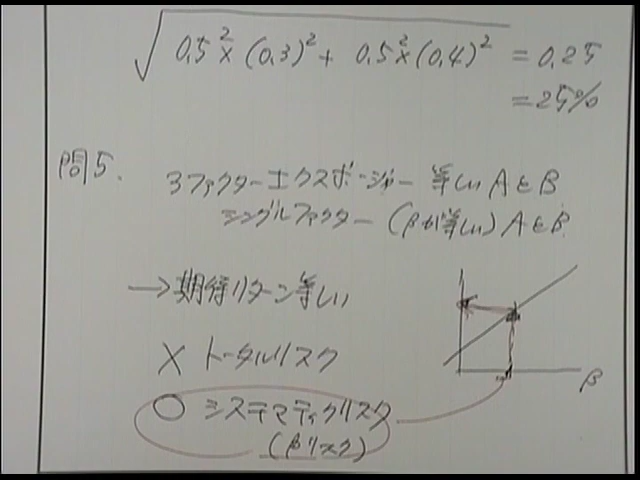 √0.5²×(0.3)²+0.5²×(0.4)² = 0.25
= 25%
問5.
3ファクターエクスポージャー 等しい AとB
シングルファクター (βが等しい) AとB
→期待リターン等しい
× トータルリスク
○ システマティクリスク
(βリスク)
β